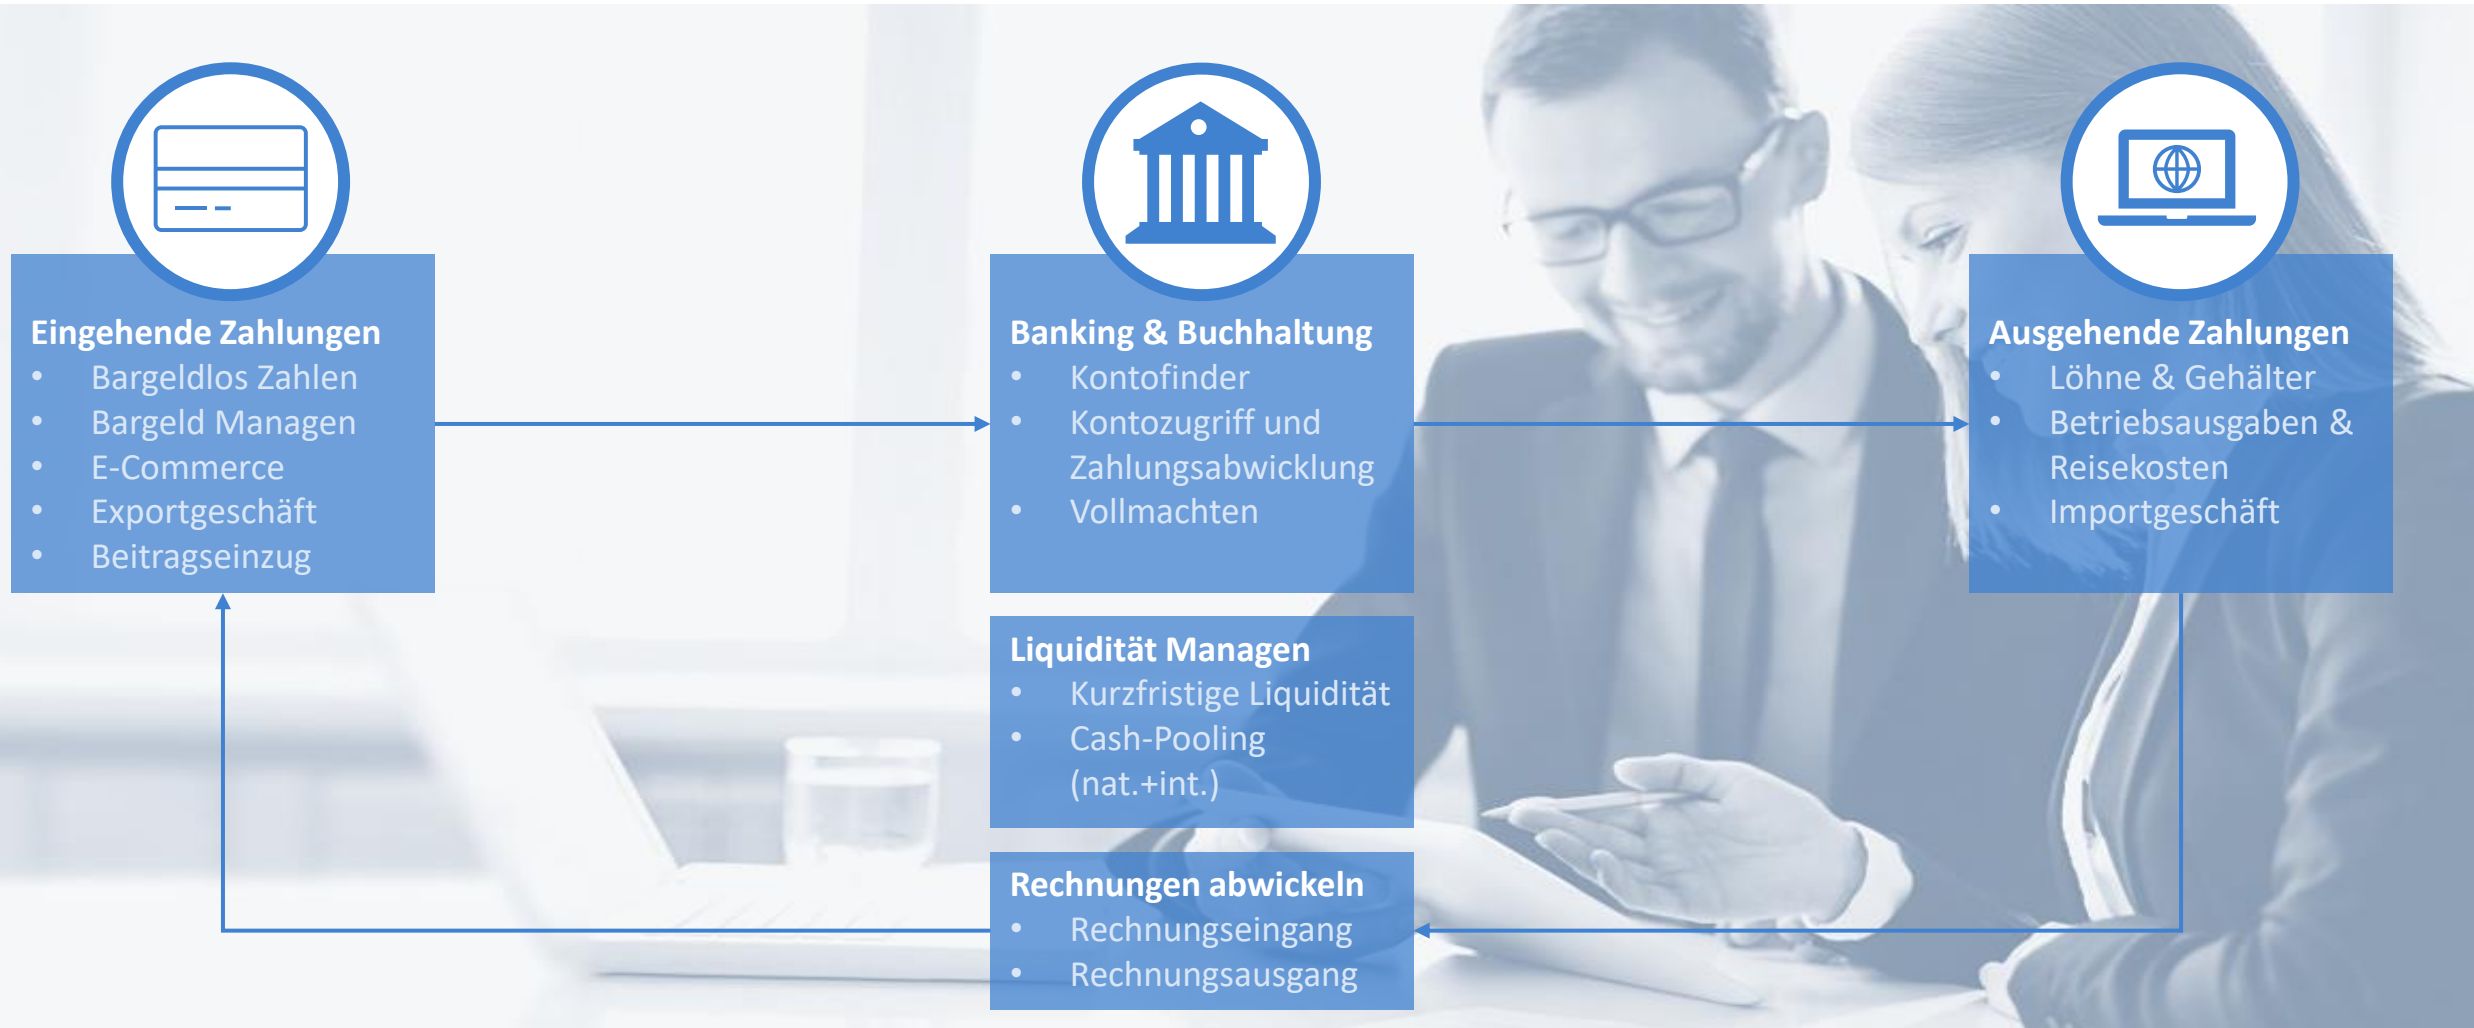 Eingehende Zahlungen
• Bargeldlos Zahlen
• Bargeld Managen
• E-Commerce
• Exportgeschäft
• Beitragseinzug
Banking & Buchhaltung
• Kontofinder
• Kontozugriff und
Zahlungsabwicklung
• Vollmachten
Liquidität Managen
• Kurzfristige Liquidität
• Cash-Pooling
(nat.+int.)
Rechnungen abwickeln
• Rechnungseingang
• Rechnungsausgang
Ausgehende Zahlungen
• Löhne & Gehälter
• Betriebsausgaben &
Reisekosten
• Importgeschäft